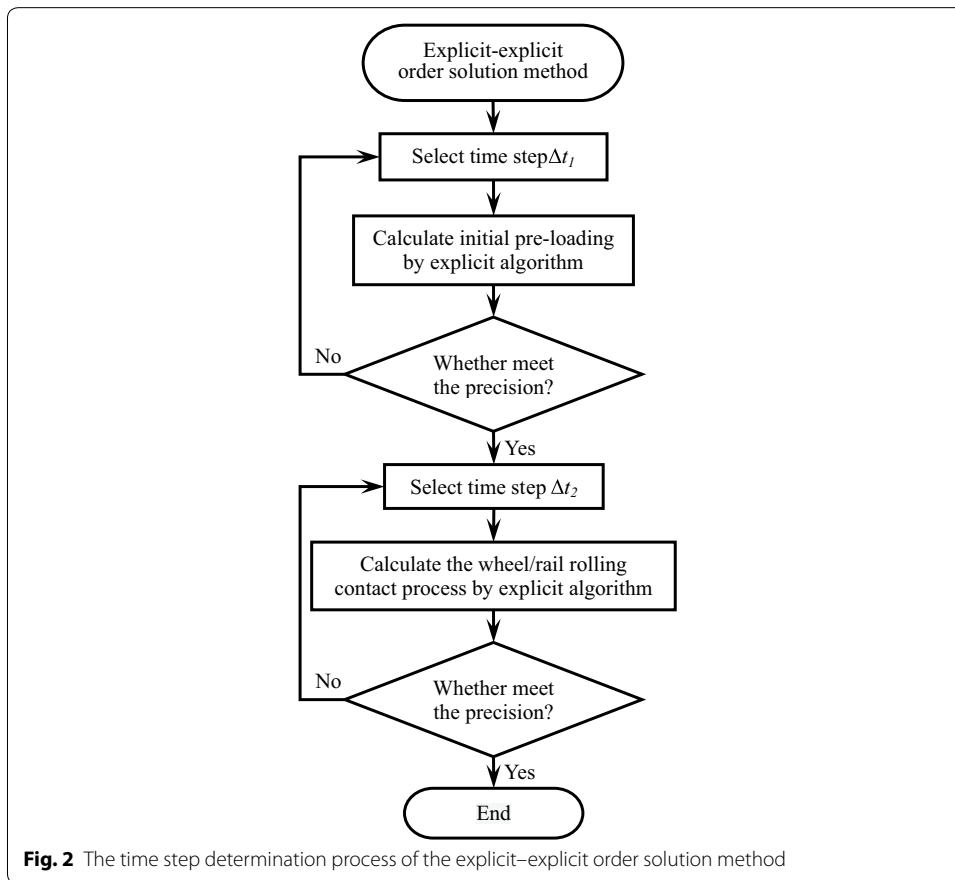 Explicit-explicit
order solution method
Select time stepΔt₁
Calculate initial pre-loading
by explicit algorithm
No
Whether meet
the precision?
Yes
Select time step Δt₂
Calculate the wheel/rail rolling
contact process by explicit algorithm
No
Whether meet
the precision?
Yes
End
Fig. 2 The time step determination process of the explicit–explicit order solution method